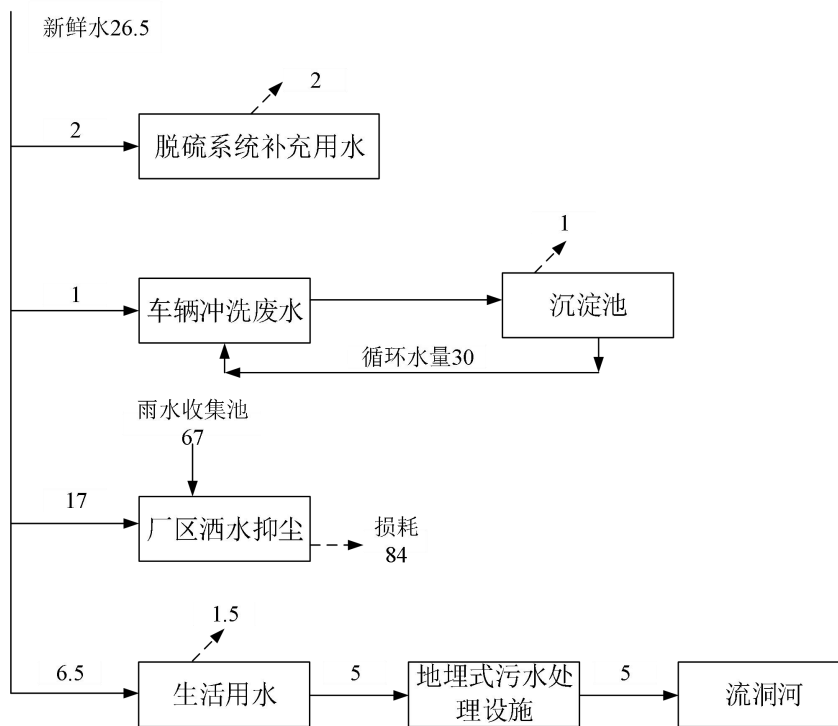 新鲜水26.5
2
2
脱硫系统补充用水
1
1
车辆冲洗废水
沉淀池
循环水量30
雨水收集池
67
17
厂区洒水抑尘
损耗
84
1.5
6.5
生活用水
5
地埋式污水处
理设施
5
流洞河